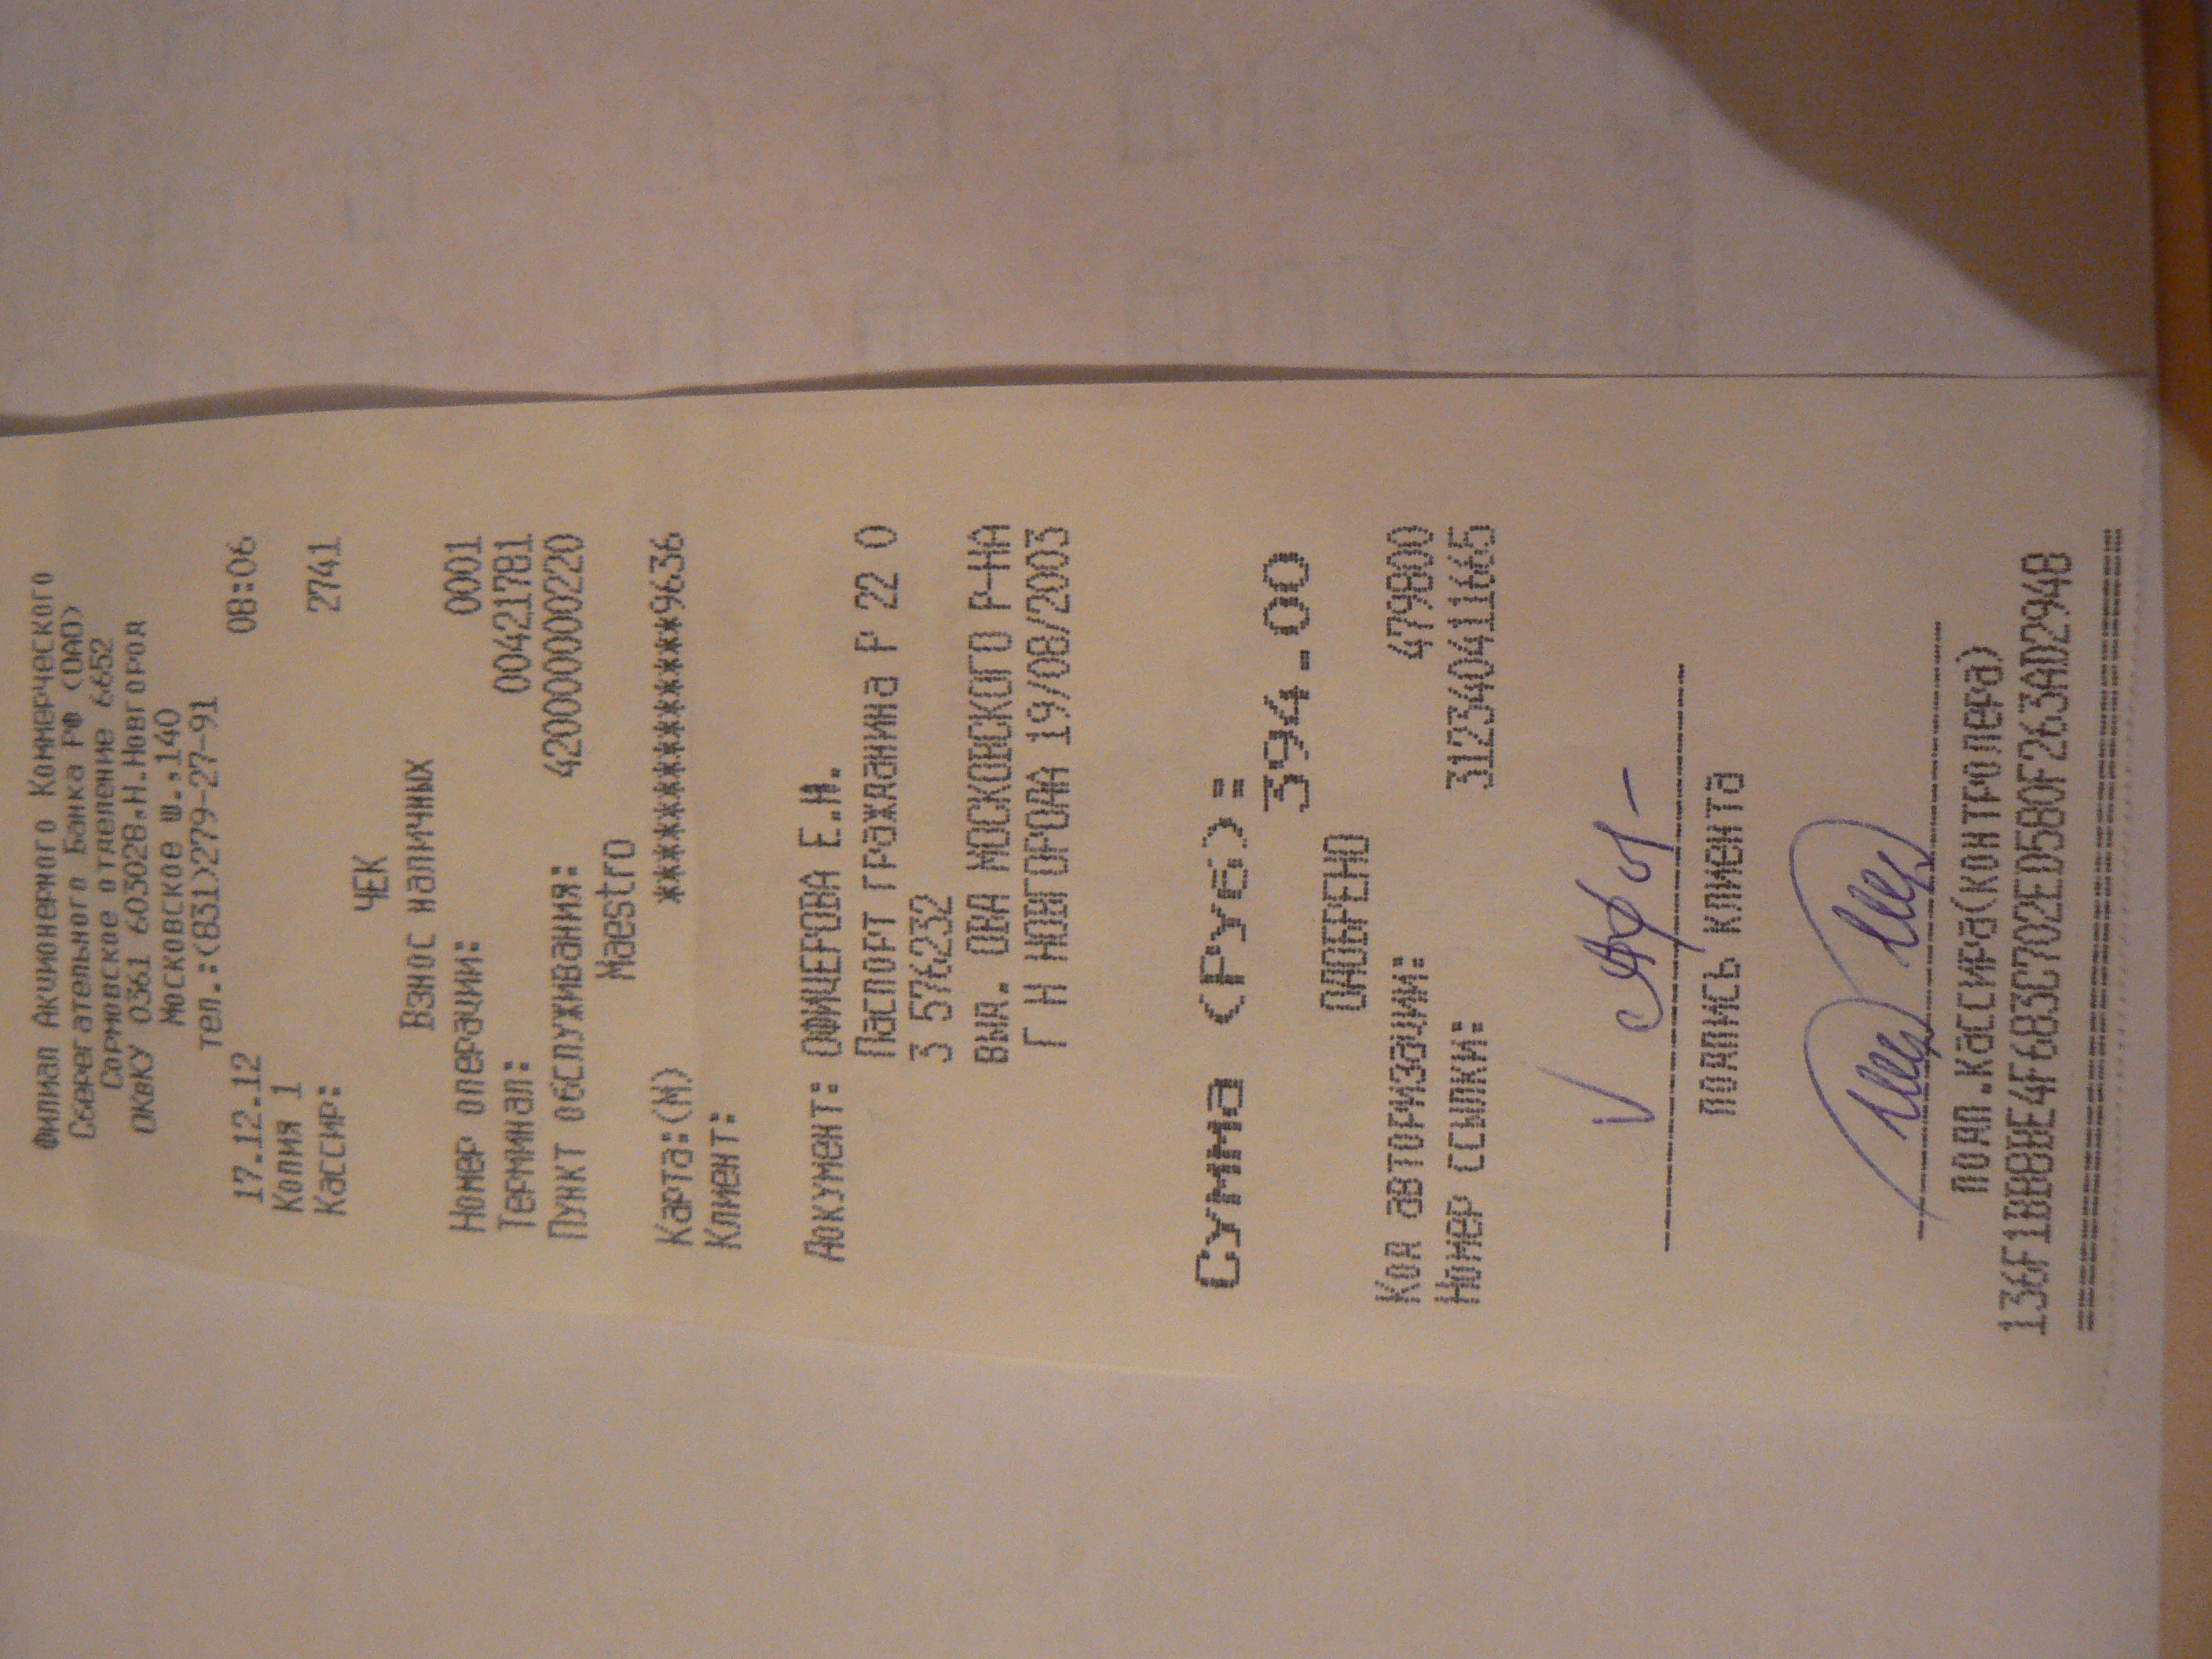 Филиал Акционерного Коммерческого
Сберегательного Банка РФ (ОАО)
Сормовское отделение 6652
ОКВКУ 0361 603028,Н.Новгород
Московское ш.,140
тел.:(831)279-27-91
17.12.12 08:06
Копия 1
Кассир: 2741
ЧЕК
Взнос наличных
Номер операции: 0001
Терминал: 00421781
Пункт обслуживания: 420000000220
Maestro
Карта:(М) **************9636
Клиент:
Документ: ОФИЦЕРОВА Е.Н.
Паспорт гражданина Р 22 0
3 576232
ВЫД. ОВД МОСКОВСКОГО Р-НА
Г Н НОВГОРОДА 19/08/2003
Сумма (Руб):
394.00
ОДОБРЕНО
Код авторизации: 479800
Номер ссылки: 312340411665
подпись клиента
подп.кассира(контролера)
136F1BBBE4F6B3C702ED580F263AD294B